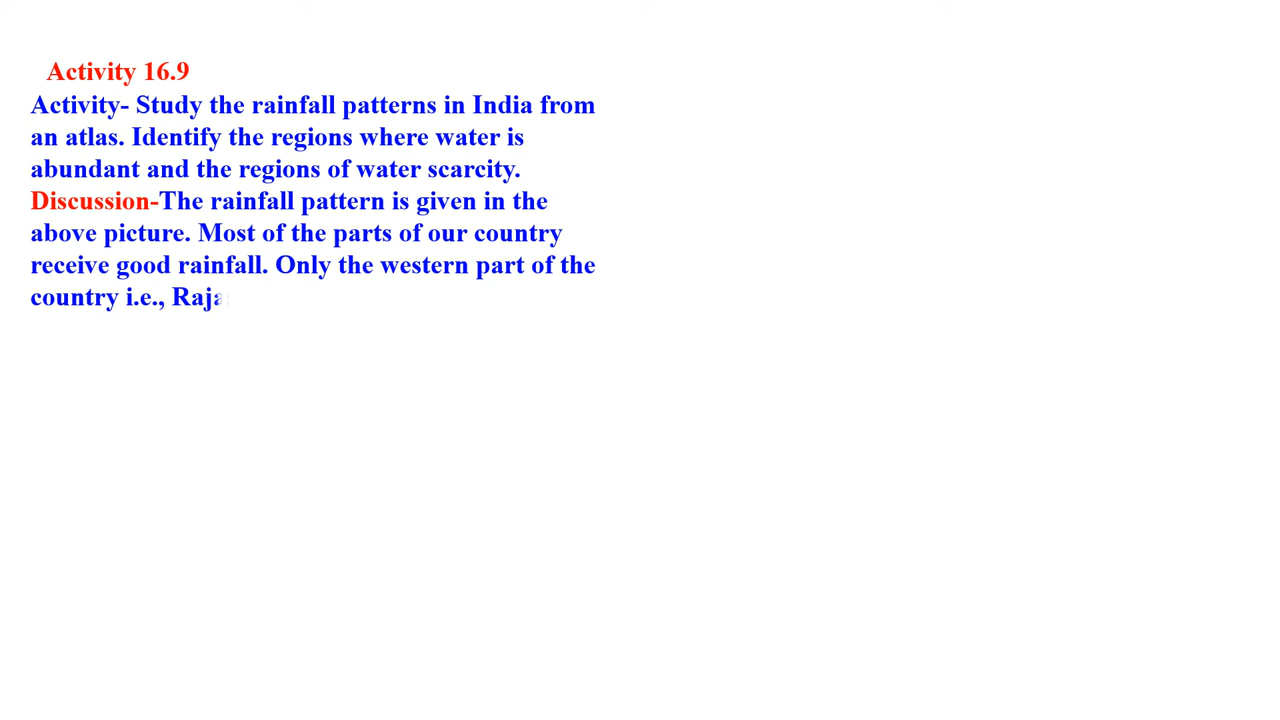 Activity 16.9
Activity- Study the rainfall patterns in India from
an atlas. Identify the regions where water is
abundant and the regions of water scarcity.
Discussion-The rainfall pattern is given in the
above picture. Most of the parts of our country
receive good rainfall. Only the western part of the
country i.e., Raja